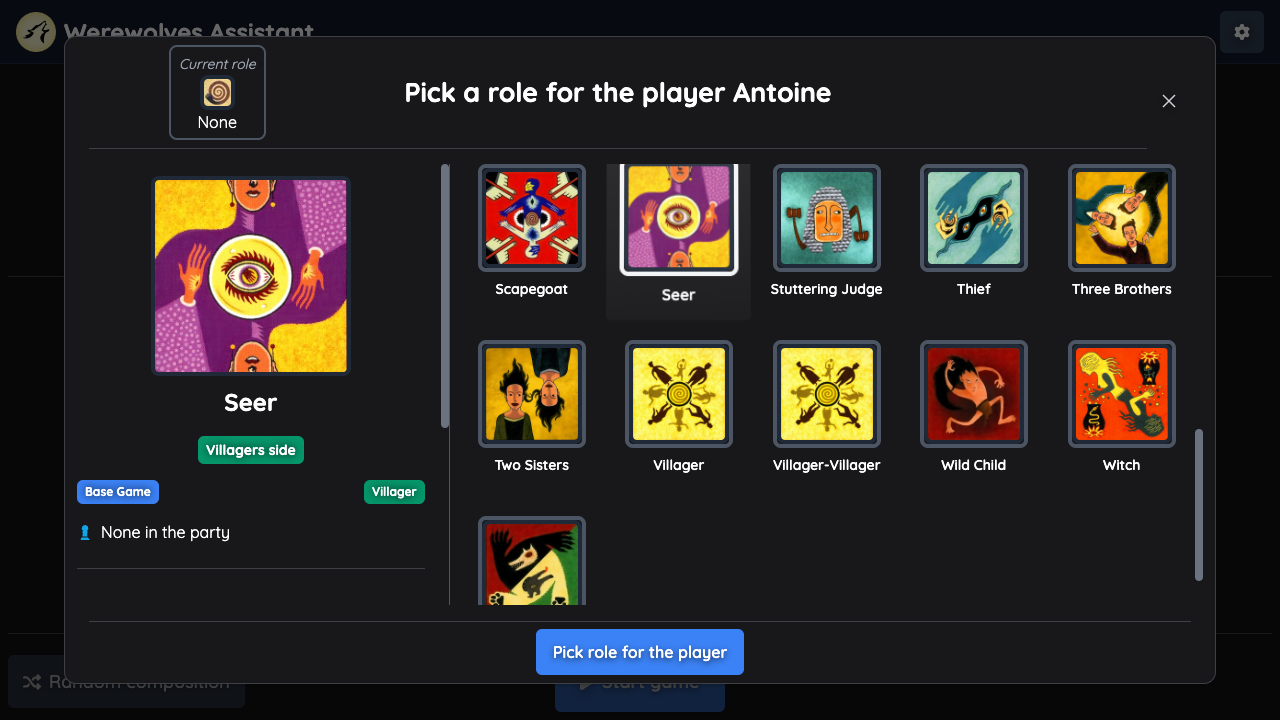 Werewolves Assistant
Current role
None
Pick a role for the player Antoine
Seer
Villagers side
Base Game
Villager
None in the party
Scapegoat
Seer
Stuttering Judge
Thief
Three Brothers
Two Sisters
Villager
Villager-Villager
Wild Child
Witch
Pick role for the player
Random composition
Start game